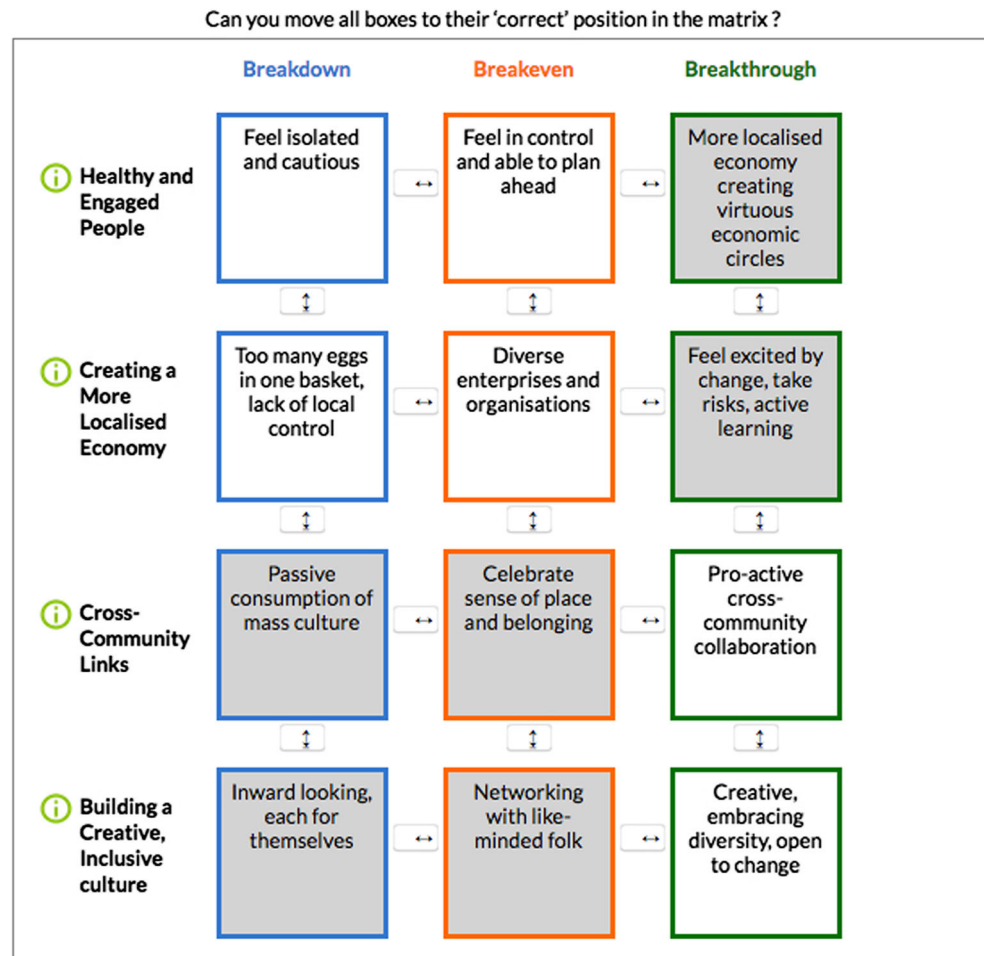 Can you move all boxes to their ‘correct’ position in the matrix ?
Breakdown
Breakeven
Breakthrough
Healthy and
Engaged
People
Feel isolated
and cautious
Feel in control
and able to plan
ahead
More localised
economy
creating
virtuous
economic
circles
Creating a
More
Localised
Economy
Too many eggs
in one basket,
lack of local
control
Diverse
enterprises and
organisations
Feel excited by
change, take
risks, active
learning
Cross-
Community
Links
Passive
consumption of
mass culture
Celebrate
sense of place
and belonging
Pro-active
cross-
community
collaboration
Building a
Creative,
Inclusive
culture
Inward looking,
each for
themselves
Networking
with like-
minded folk
Creative,
embracing
diversity, open
to change